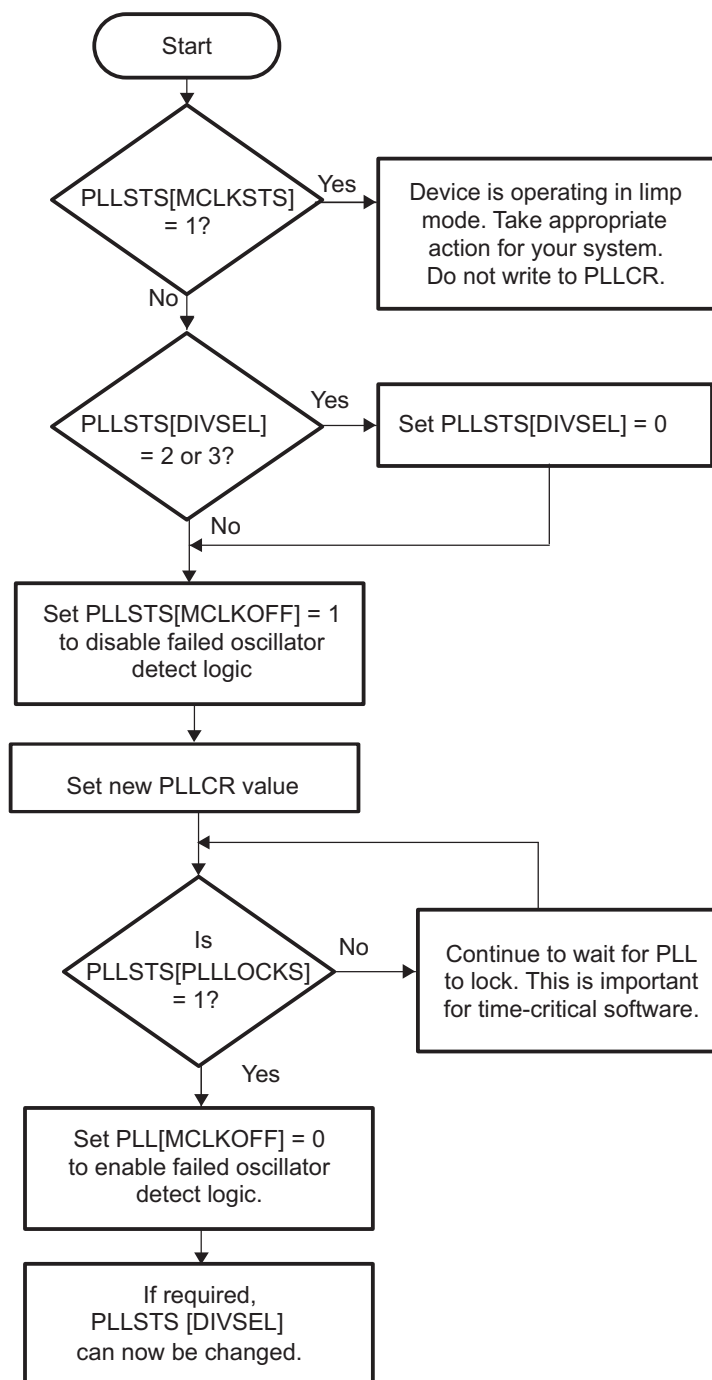 Start
PLLSTS[MCLKSTS]
= 1?
Yes
Device is operating in limp
mode. Take appropriate
action for your system.
Do not write to PLLCR.
No
PLLSTS[DIVSEL]
= 2 or 3?
Yes
Set PLLSTS[DIVSEL] = 0
No
Set PLLSTS[MCLKOFF] = 1
to disable failed oscillator
detect logic
Set new PLLCR value
Is
PLLSTS[PLLLOCKS]
= 1?
No
Continue to wait for PLL
to lock. This is important
for time-critical software.
Yes
Set PLL[MCLKOFF] = 0
to enable failed oscillator
detect logic.
If required,
PLLSTS [DIVSEL]
can now be changed.